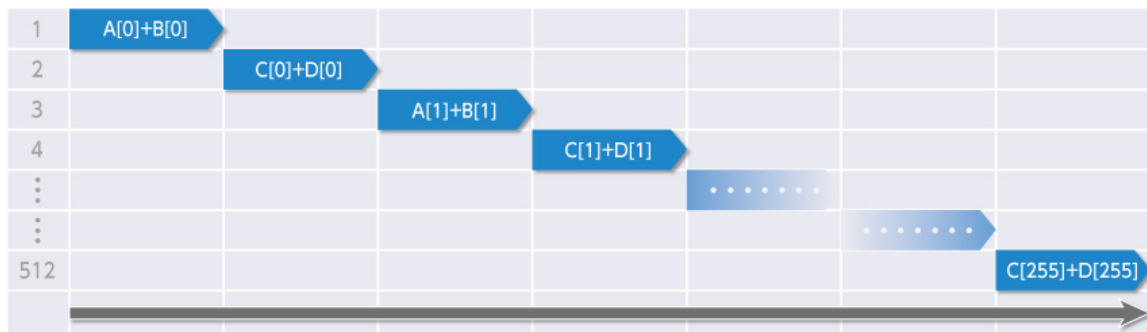 1 A[0]+B[0]
2 C[0]+D[0]
3 A[1]+B[1]
4 C[1]+D[1]
⋮ .......
⋮ .......
512 C[255]+D[255]